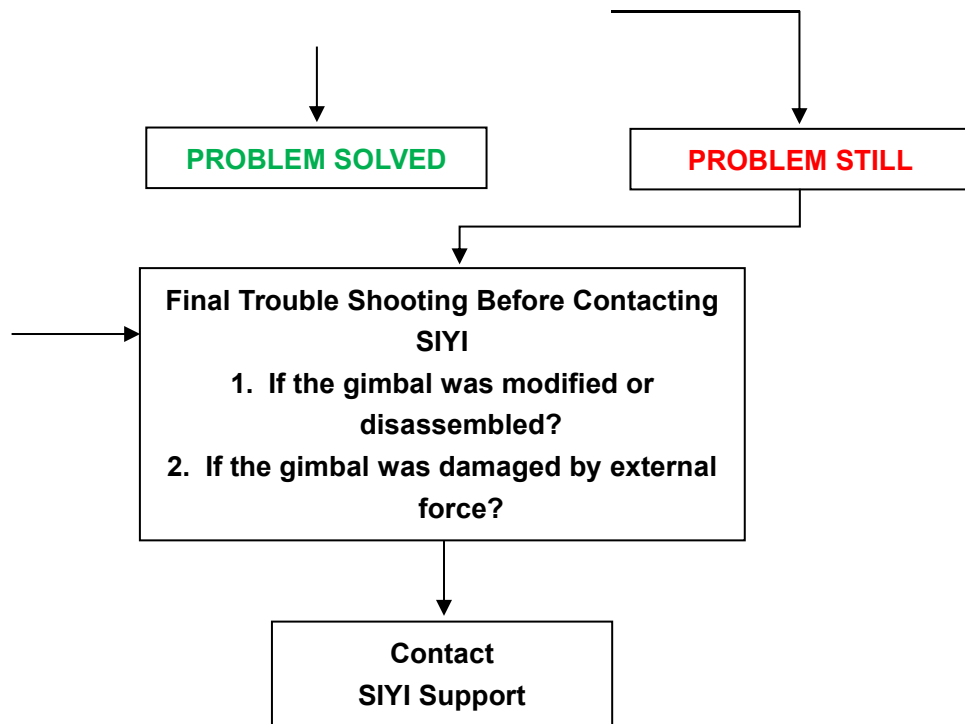 PROBLEM SOLVED
PROBLEM STILL
Final Trouble Shooting Before Contacting
SIYI
1. If the gimbal was modified or
disassembled?
2. If the gimbal was damaged by external
force?
Contact
SIYI Support